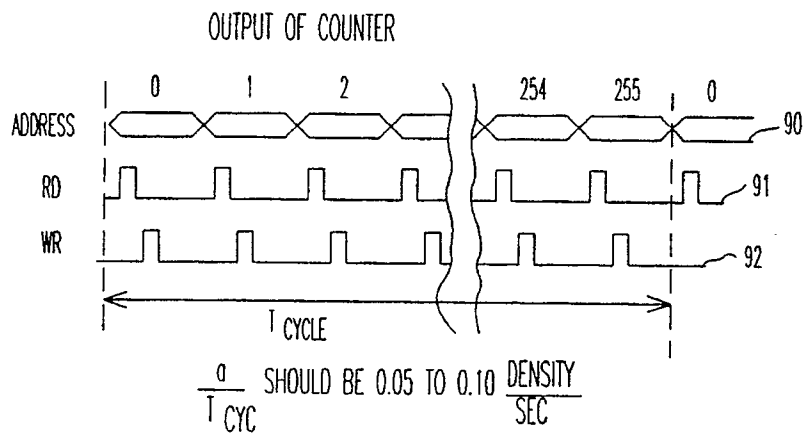 OUTPUT OF COUNTER
0 1 2 254 255 0
ADDRESS 90
RD 91
WR 92
T CYCLE
a/T CYC SHOULD BE 0.05 TO 0.10 DENSITY/SEC